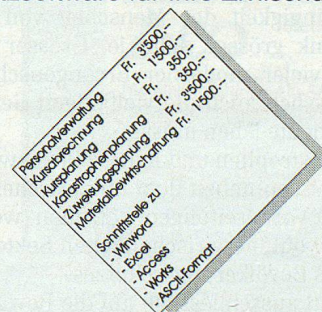 Personalverwaltung Fr. 3'500.--
Kursabrechnung Fr. 1'500.--
Kursplanung Fr. 350.--
Katastrophenplanung Fr. 350.--
Zuweisungsplanung Fr. 3'500.--
Materialbewirtschaftung Fr. 1'500.--
Schnittstelle zu
- Winword
- Excel
- Access
- Works
- ASCII-Format